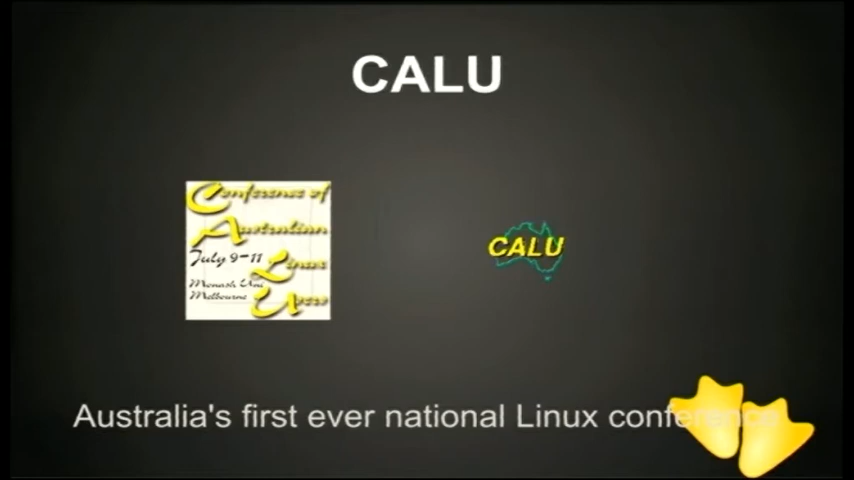 CALU
Conference of
Australian
July 9-11
Linux
Monash Uni
Melbourne
Users
CALU
Australia's first ever national Linux conference